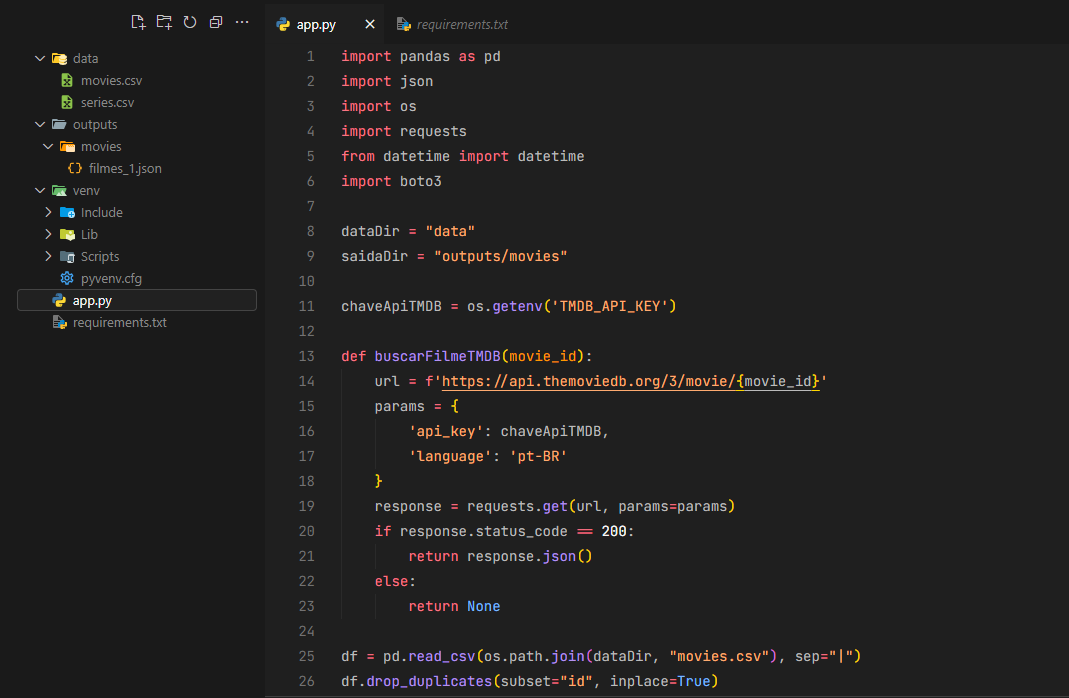 data
movies.csv
series.csv
outputs
movies
filmes_1.json
venv
Include
Lib
Scripts
pyvenv.cfg
app.py
requirements.txt
app.py
requirements.txt
1 import pandas as pd
2 import json
3 import os
4 import requests
5 from datetime import datetime
6 import boto3
7
8 dataDir = "data"
9 saidaDir = "outputs/movies"
10
11 chaveApiTMDB = os.getenv('TMDB_API_KEY')
12
13 def buscarFilmeTMDB(movie_id):
14 url = f'https://api.themoviedb.org/3/movie/{movie_id}'
15 params = {
16 'api_key': chaveApiTMDB,
17 'language': 'pt-BR'
18 }
19 response = requests.get(url, params=params)
20 if response.status_code == 200:
21 return response.json()
22 else:
23 return None
24
25 df = pd.read_csv(os.path.join(dataDir, "movies.csv"), sep="|")
26 df.drop_duplicates(subset="id", inplace=True)